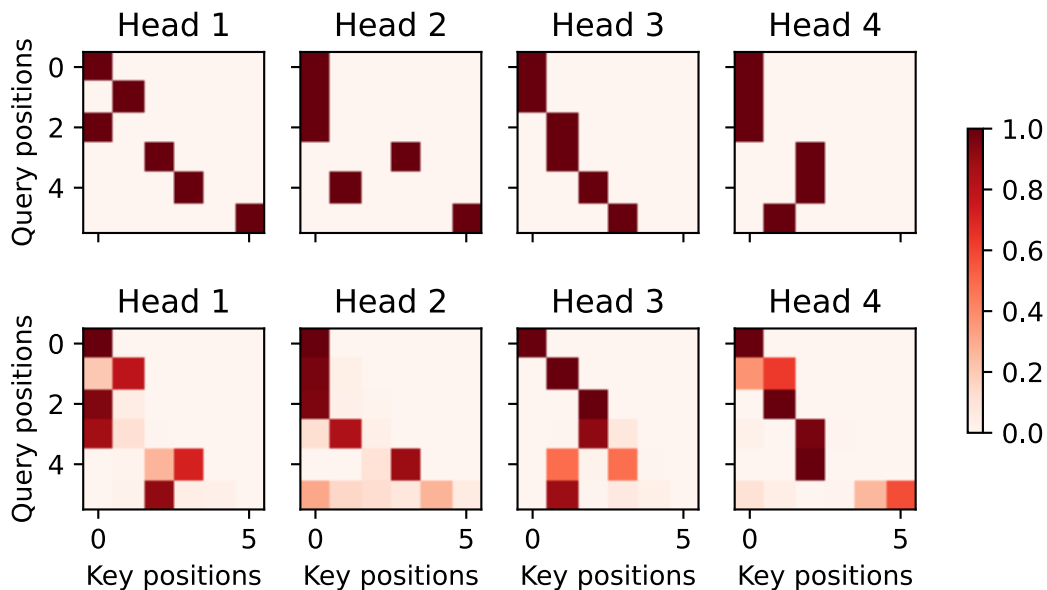 Head 1 Head 2 Head 3 Head 4
Query positions
0
2
4
1.0
0.8
0.6
0.4
0.2
0.0
Head 1 Head 2 Head 3 Head 4
Query positions
0
2
4
0 5 0 5 0 5 0 5
Key positions Key positions Key positions Key positions